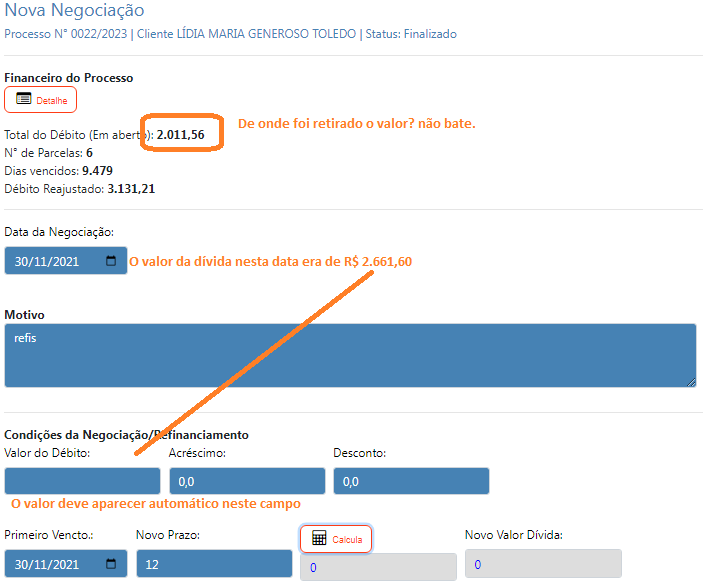 Nova Negociação
Processo N° 0022/2023 | Cliente LÍDIA MARIA GENEROSO TOLEDO | Status: Finalizado
Financeiro do Processo
Detalhe
Total do Débito (Em aberto): 2.011,56
De onde foi retirado o valor? não bate.
N° de Parcelas: 6
Dias vencidos: 9.479
Débito Reajustado: 3.131,21
Data da Negociação:
30/11/2021
O valor da dívida nesta data era de R$ 2.661,60
Motivo
refis
Condições da Negociação/Refinanciamento
Valor do Débito: Acréscimo: Desconto:
0,0 0,0
O valor deve aparecer automático neste campo
Primeiro Vencto.: Novo Prazo: Calcula Novo Valor Dívida:
30/11/2021 12 0 0